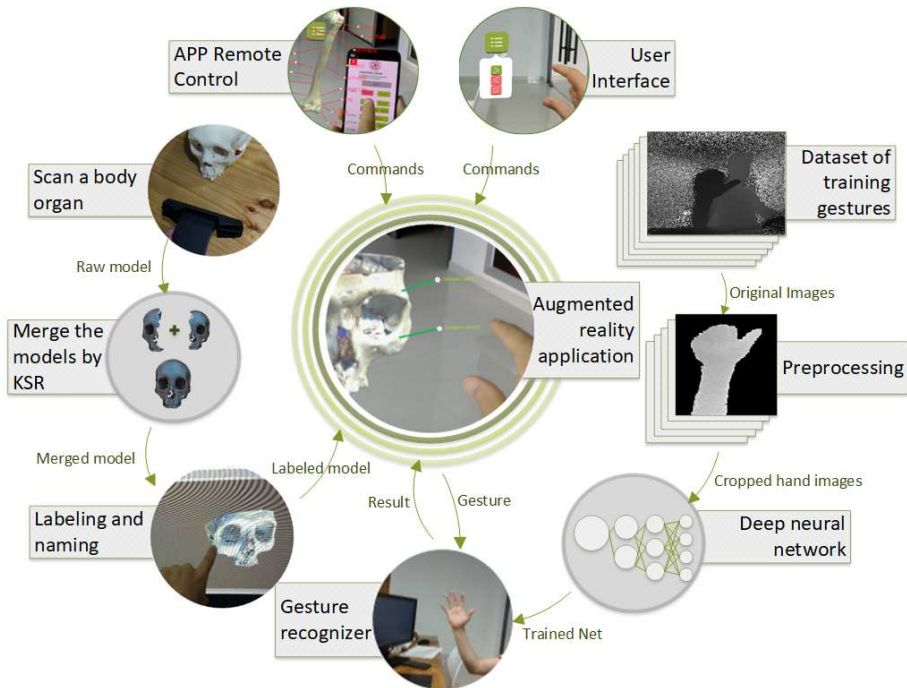 APP Remote
Control
User
Interface
Commands
Commands
Scan a body
organ
Dataset of
training
gestures
Raw model
Original Images
Merge the
models by
KSR
+
Augmented
reality
application
Preprocessing
Merged model
Labeled model
Cropped hand images
Result
Gesture
Labeling and
naming
Deep neural
network
Gesture
recognizer
Trained Net